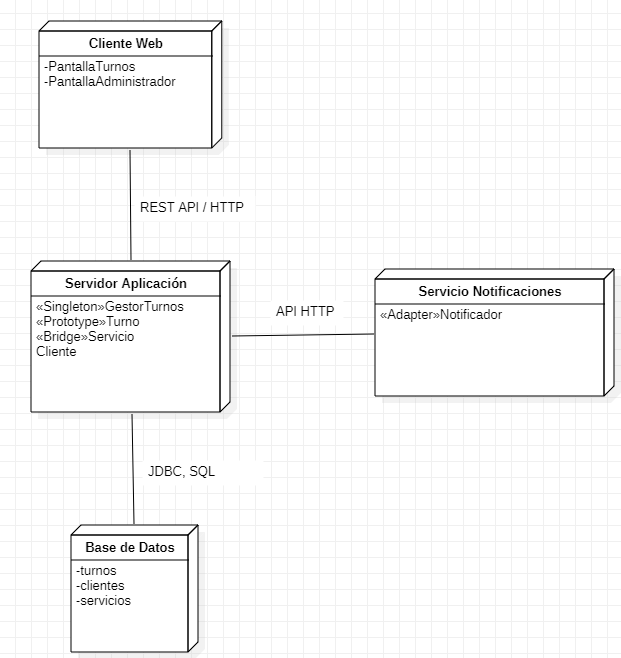 Cliente Web
-PantallaTurnos
-PantallaAdministrador
REST API / HTTP
Servidor Aplicación
«Singleton»GestorTurnos
«Prototype»Turno
«Bridge»Servicio
Cliente
API HTTP
Servicio Notificaciones
«Adapter»Notificador
JDBC, SQL
Base de Datos
-turnos
-clientes
-servicios